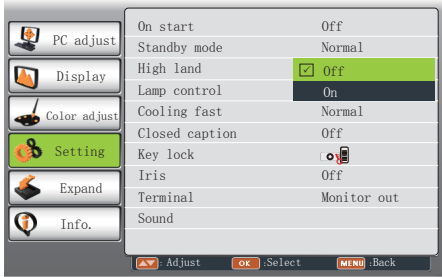 PC adjust
Display
Color adjust
Setting
Expand
Info.
On start Off
Standby mode Normal
High land Off
Lamp control On
Cooling fast Normal
Closed caption Off
Key lock
Iris Off
Terminal Monitor out
Sound
: Adjust OK :Select MENU :Back